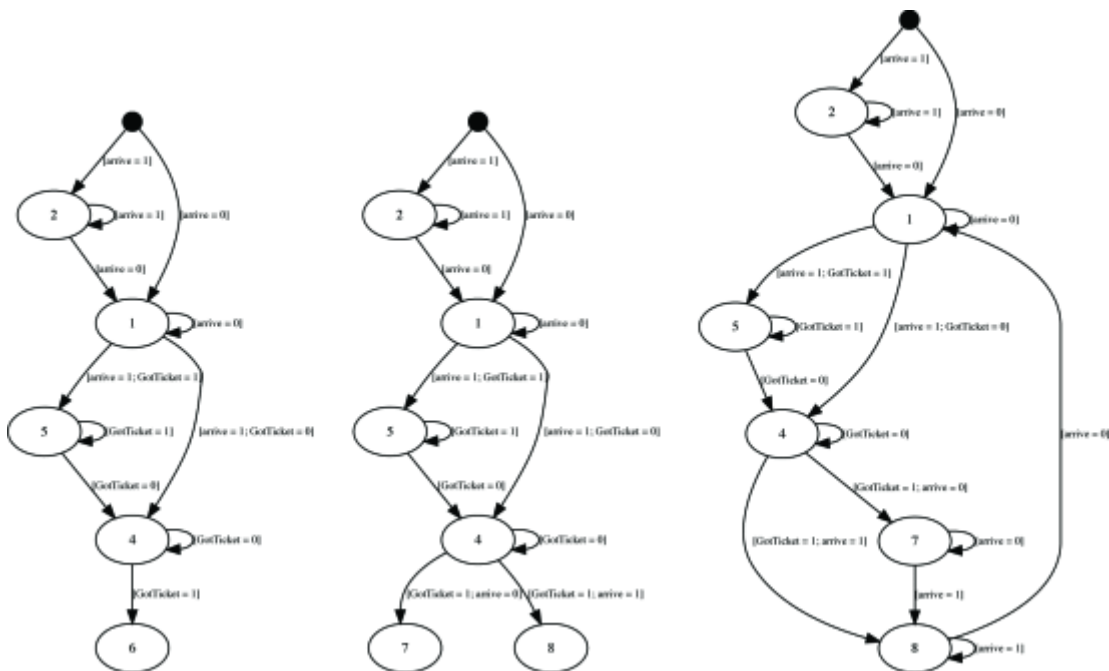 [arrive = 1]
2
[arrive = 1]
[arrive = 0]
[arrive = 0]
1
[arrive = 0]
[arrive = 1; GotTicket = 1]
5
[GotTicket = 1]
[arrive = 1; GotTicket = 0]
[GotTicket = 0]
4
[GotTicket = 0]
[GotTicket = 1]
6
[arrive = 1]
2
[arrive = 1]
[arrive = 0]
[arrive = 0]
1
[arrive = 0]
[arrive = 1; GotTicket = 1]
5
[GotTicket = 1]
[arrive = 1; GotTicket = 0]
[GotTicket = 0]
4
[GotTicket = 0]
[GotTicket = 1; arrive = 0]
[GotTicket = 1; arrive = 1]
7
8
[arrive = 1]
2
[arrive = 1]
[arrive = 0]
[arrive = 0]
1
[arrive = 0]
[arrive = 1; GotTicket = 1]
5
[GotTicket = 1]
[arrive = 1; GotTicket = 0]
[GotTicket = 0]
4
[GotTicket = 0]
[arrive = 0]
[GotTicket = 1; arrive = 0]
[GotTicket = 1; arrive = 1]
7
[arrive = 0]
[arrive = 1]
8
[arrive = 1]